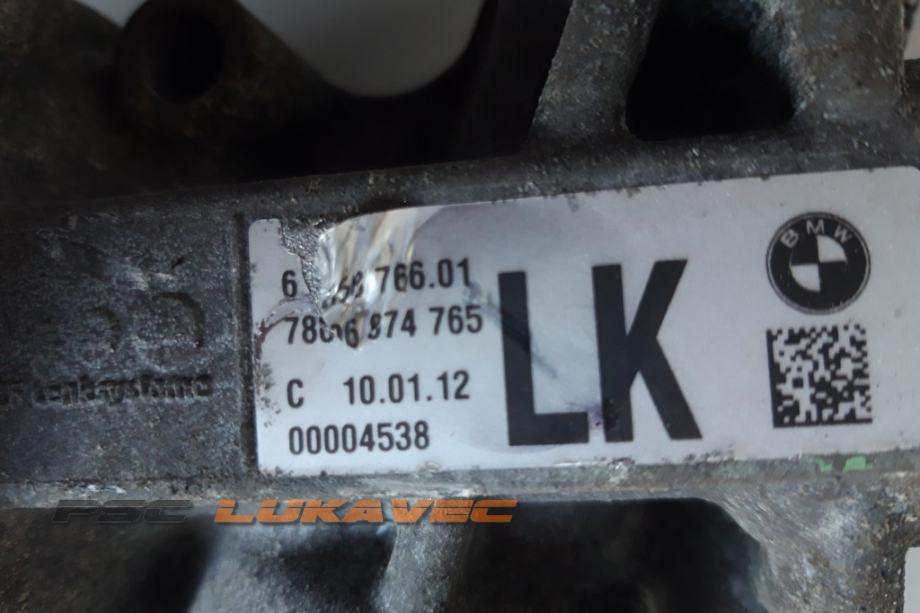 766.01
874 765
C 10.01.12
00004538
LK
BMW
PSC LUKAVEC